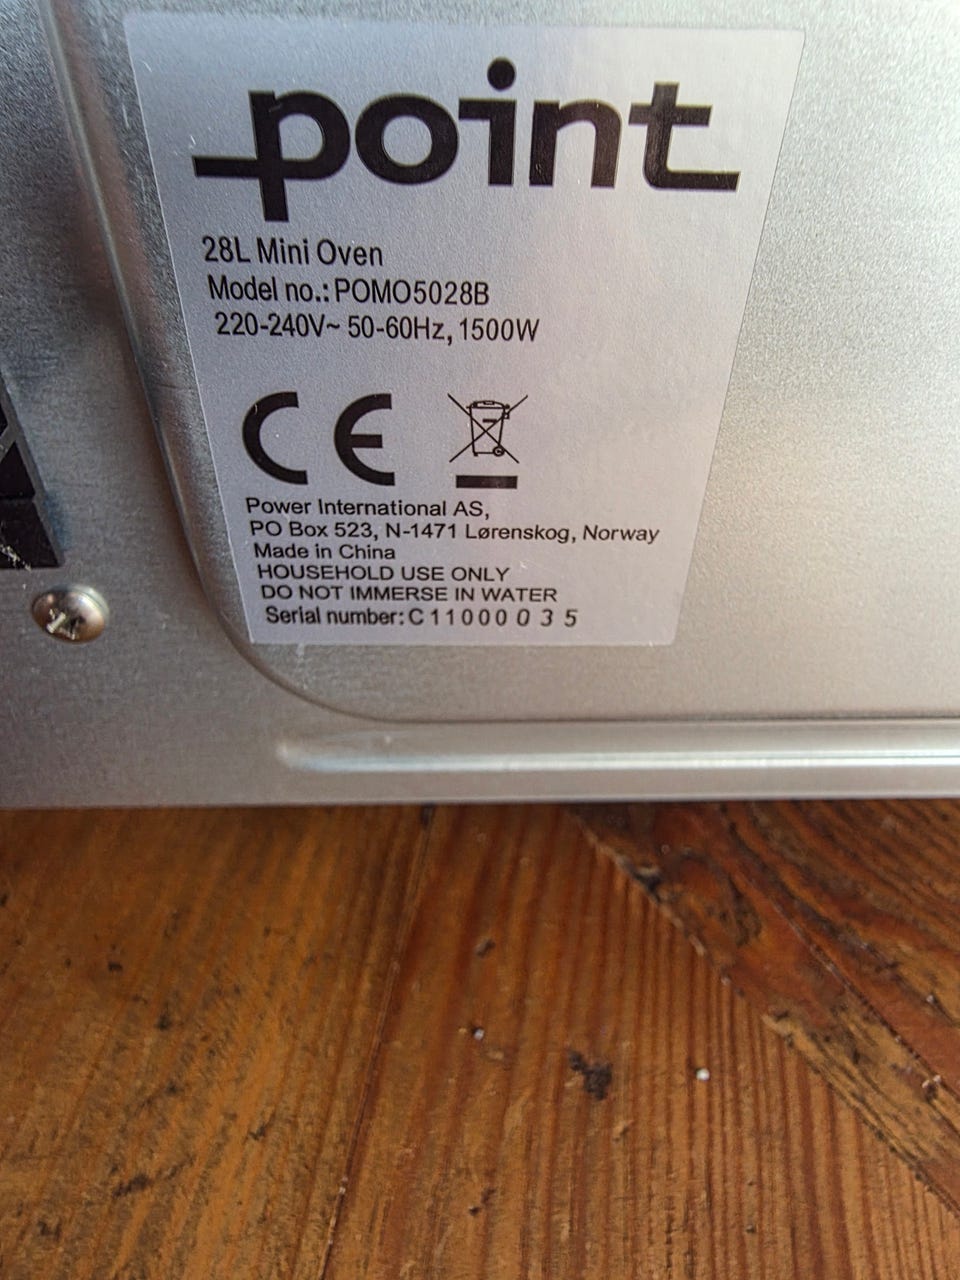 point
28L Mini Oven
Model no.: POMO5028B
220-240V~ 50-60Hz, 1500W
CE
Power International AS,
PO Box 523, N-1471 Lørenskog, Norway
Made in China
HOUSEHOLD USE ONLY
DO NOT IMMERSE IN WATER
Serial number: C11000035